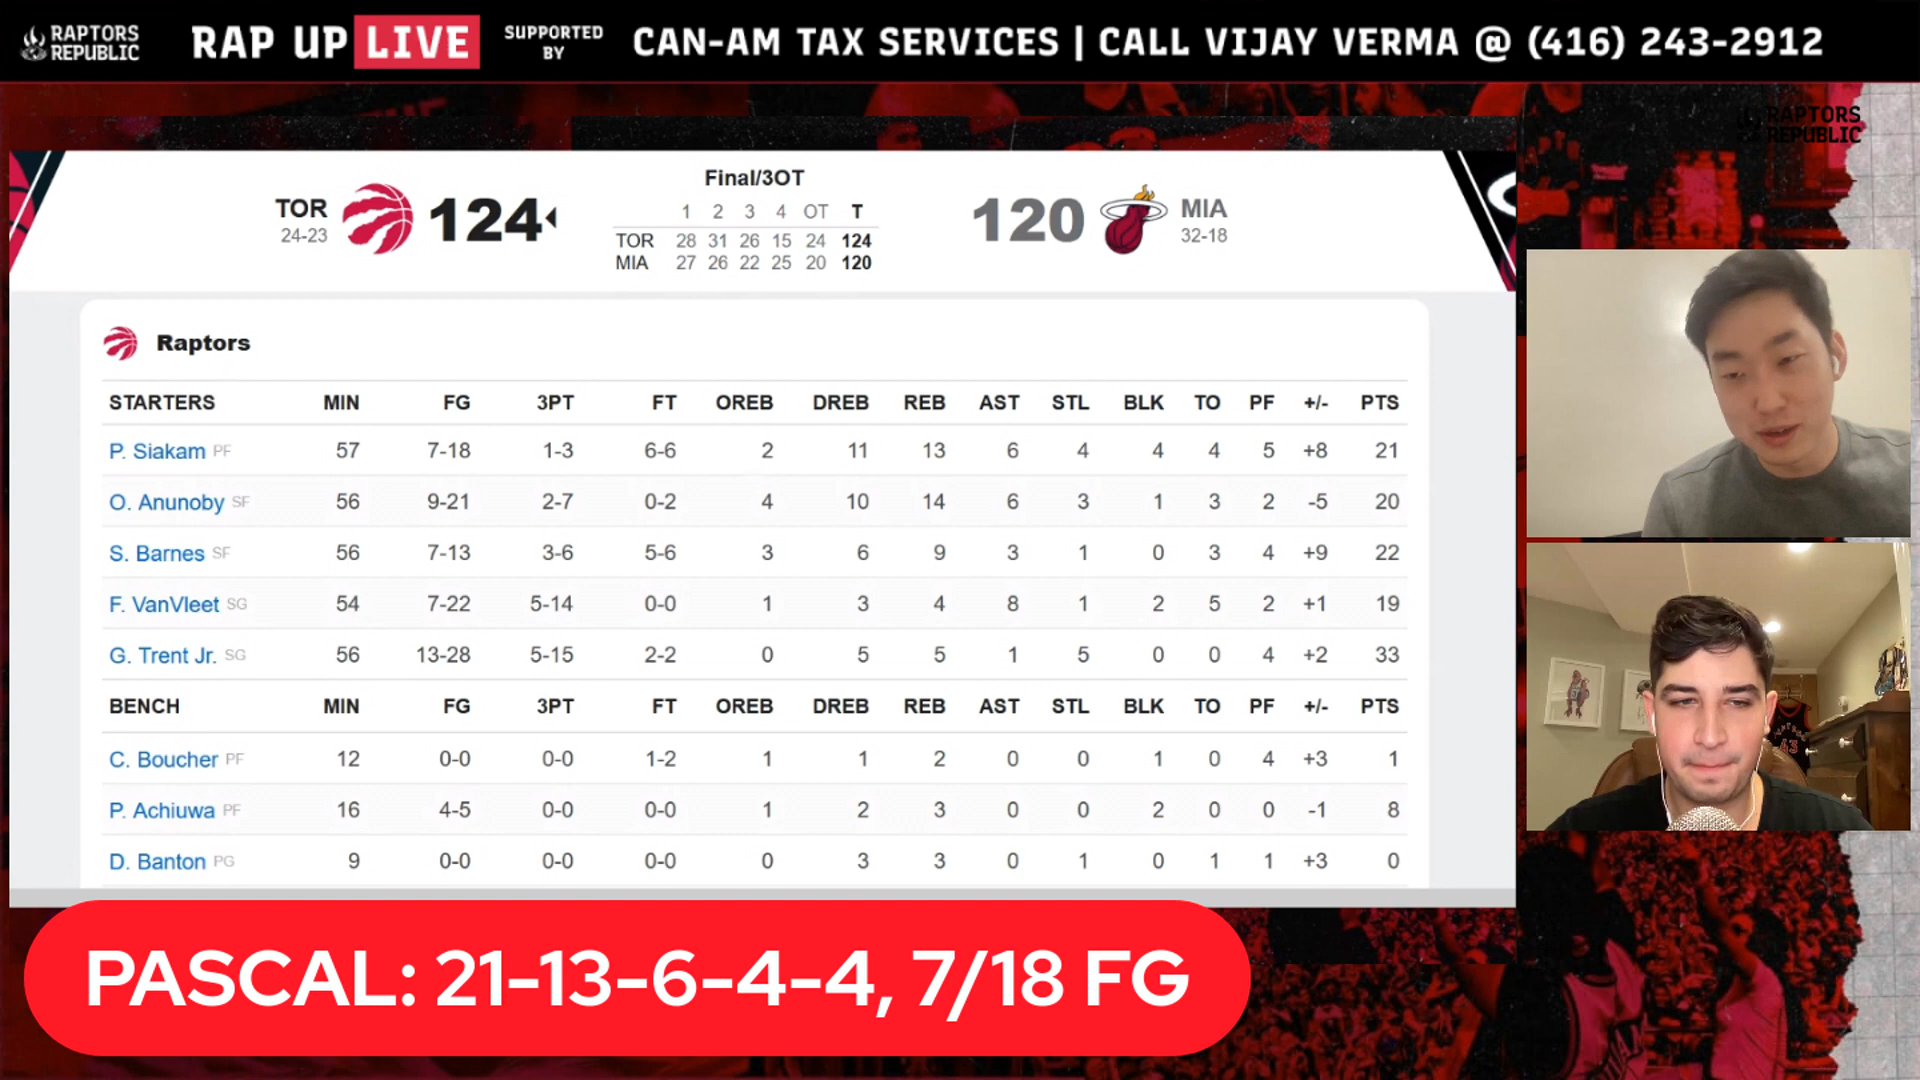 RAPTORS
REPUBLIC
RAP UP LIVE
SUPPORTED
BY
CAN-AM TAX SERVICES | CALL VIJAY VERMA @ (416) 243-2912
RAPTORS
REPUBLIC
Final/3OT
TOR 124 120 MIA
24-23 32-18
1 2 3 4 OT T
TOR 28 31 26 15 24 124
MIA 27 26 22 25 20 120
Raptors
STARTERS MIN FG 3PT FT OREB DREB REB AST STL BLK TO PF +/- PTS
P. Siakam PF 57 7-18 1-3 6-6 2 11 13 6 4 4 4 5 +8 21
O. Anunoby SF 56 9-21 2-7 0-2 4 10 14 6 3 1 3 2 -5 20
S. Barnes SF 56 7-13 3-6 5-6 3 6 9 3 1 0 3 4 +9 22
F. VanVleet SG 54 7-22 5-14 0-0 1 3 4 8 1 2 5 2 +1 19
G. Trent Jr. SG 56 13-28 5-15 2-2 0 5 5 1 5 0 0 4 +2 33
BENCH MIN FG 3PT FT OREB DREB REB AST STL BLK TO PF +/- PTS
C. Boucher PF 12 0-0 0-0 1-2 1 1 2 0 0 1 0 4 +3 1
P. Achiuwa PF 16 4-5 0-0 0-0 1 2 3 0 0 2 0 0 -1 8
D. Banton PG 9 0-0 0-0 0-0 0 3 3 0 1 0 1 1 +3 0
PASCAL: 21-13-6-4-4, 7/18 FG